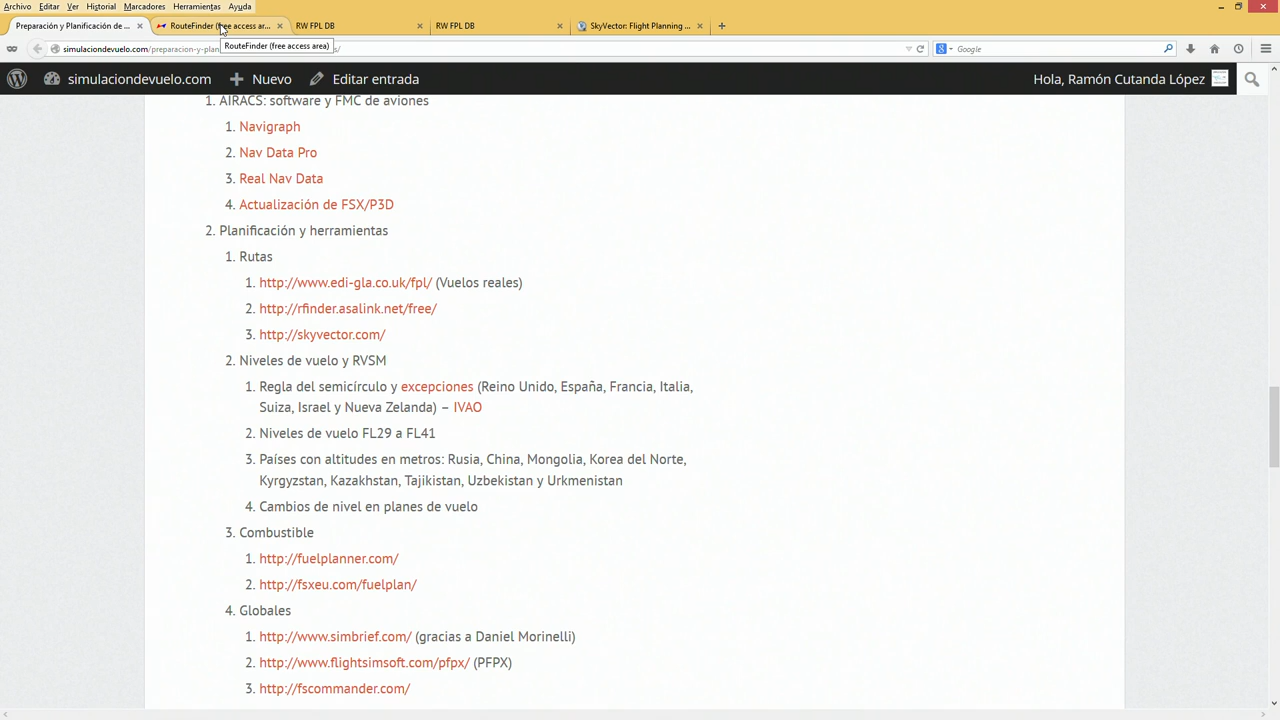 Archivo Editar Ver Historial Marcadores Herramientas Ayuda
Preparación y Planificación de ... RouteFinder (free access ar... RW FPL DB RW FPL DB SkyVector: Flight Planning ...
simulaciondevuelo.com/preparacion-y-plan RouteFinder (free access area) s/ Google
simulaciondevuelo.com Nuevo Editar entrada Hola, Ramón Cutanda López
1. AIRACS: software y FMC de aviones
1. Navigraph
2. Nav Data Pro
3. Real Nav Data
4. Actualización de FSX/P3D
2. Planificación y herramientas
1. Rutas
1. http://www.edi-gla.co.uk/fpl/ (Vuelos reales)
2. http://rfinder.asalink.net/free/
3. http://skyvector.com/
2. Niveles de vuelo y RVSM
1. Regla del semicírculo y excepciones (Reino Unido, España, Francia, Italia,
Suiza, Israel y Nueva Zelanda) – IVAO
2. Niveles de vuelo FL29 a FL41
3. Países con altitudes en metros: Rusia, China, Mongolia, Korea del Norte,
Kyrgyzstan, Kazakhstan, Tajikistan, Uzbekistan y Urkmenistan
4. Cambios de nivel en planes de vuelo
3. Combustible
1. http://fuelplanner.com/
2. http://fsxeu.com/fuelplan/
4. Globales
1. http://www.simbrief.com/ (gracias a Daniel Morinelli)
2. http://www.flightsimsoft.com/pfpx/ (PFPX)
3. http://fscommander.com/